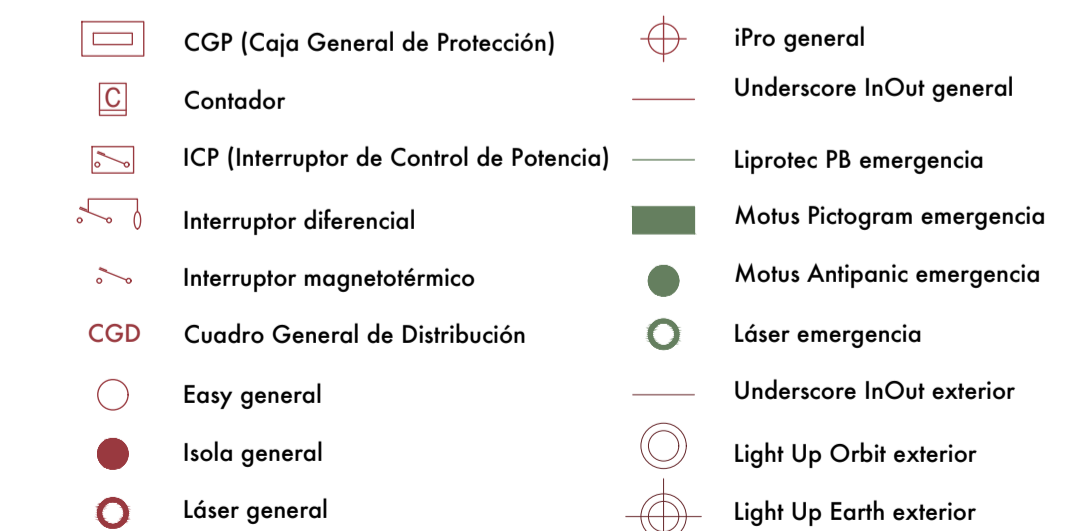 CGP (Caja General de Protección)
C
Contador
ICP (Interruptor de Control de Potencia)
Interruptor diferencial
Interruptor magnetotérmico
CGD
Cuadro General de Distribución
Easy general
Isola general
Láser general
iPro general
Underscore InOut general
Liprotec PB emergencia
Motus Pictogram emergencia
Motus Antipanic emergencia
Láser emergencia
Underscore InOut exterior
Light Up Orbit exterior
Light Up Earth exterior